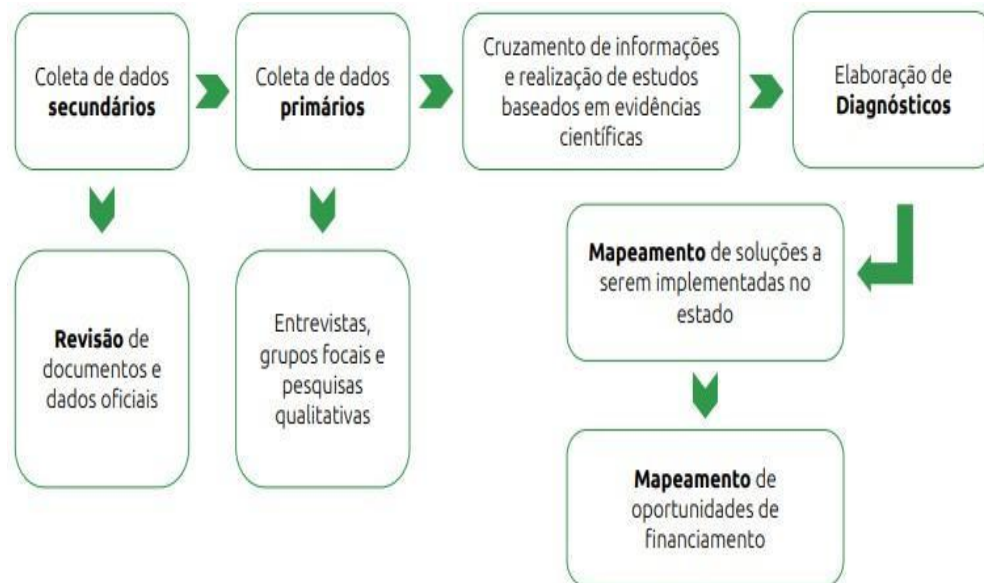 Coleta de dados
secundários
Coleta de dados
primários
Cruzamento de informações
e realização de estudos
baseados em evidências
científicas
Elaboração de
Diagnósticos
Revisão de
documentos e
dados oficiais
Entrevistas,
grupos focais e
pesquisas
qualitativas
Mapeamento de soluções a
serem implementadas no
estado
Mapeamento de
oportunidades de
financiamento